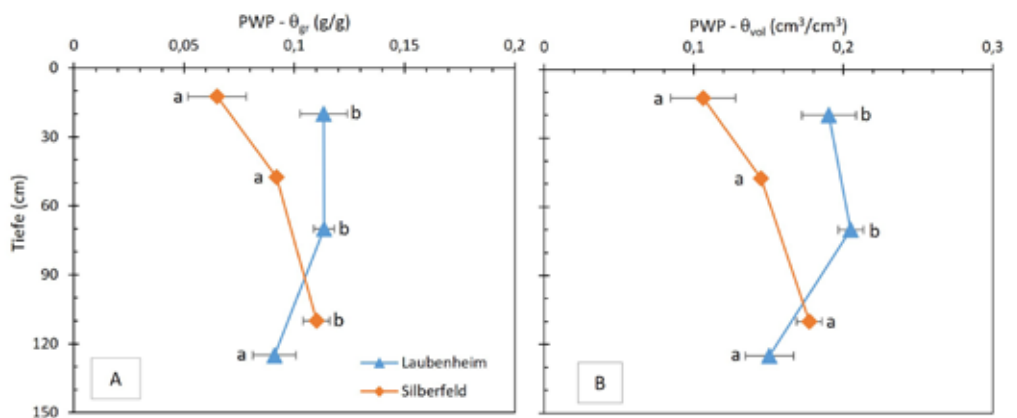 PWP - θgr (g/g)
0 0,05 0,1 0,15 0,2
PWP - θvol (cm³/cm³)
0 0,1 0,2 0,3
Tiefe (cm)
0
30
60
90
120
150
a
b
a
b
b
a
A
Laubenheim
Silberfeld
a
b
a
b
a
a
B